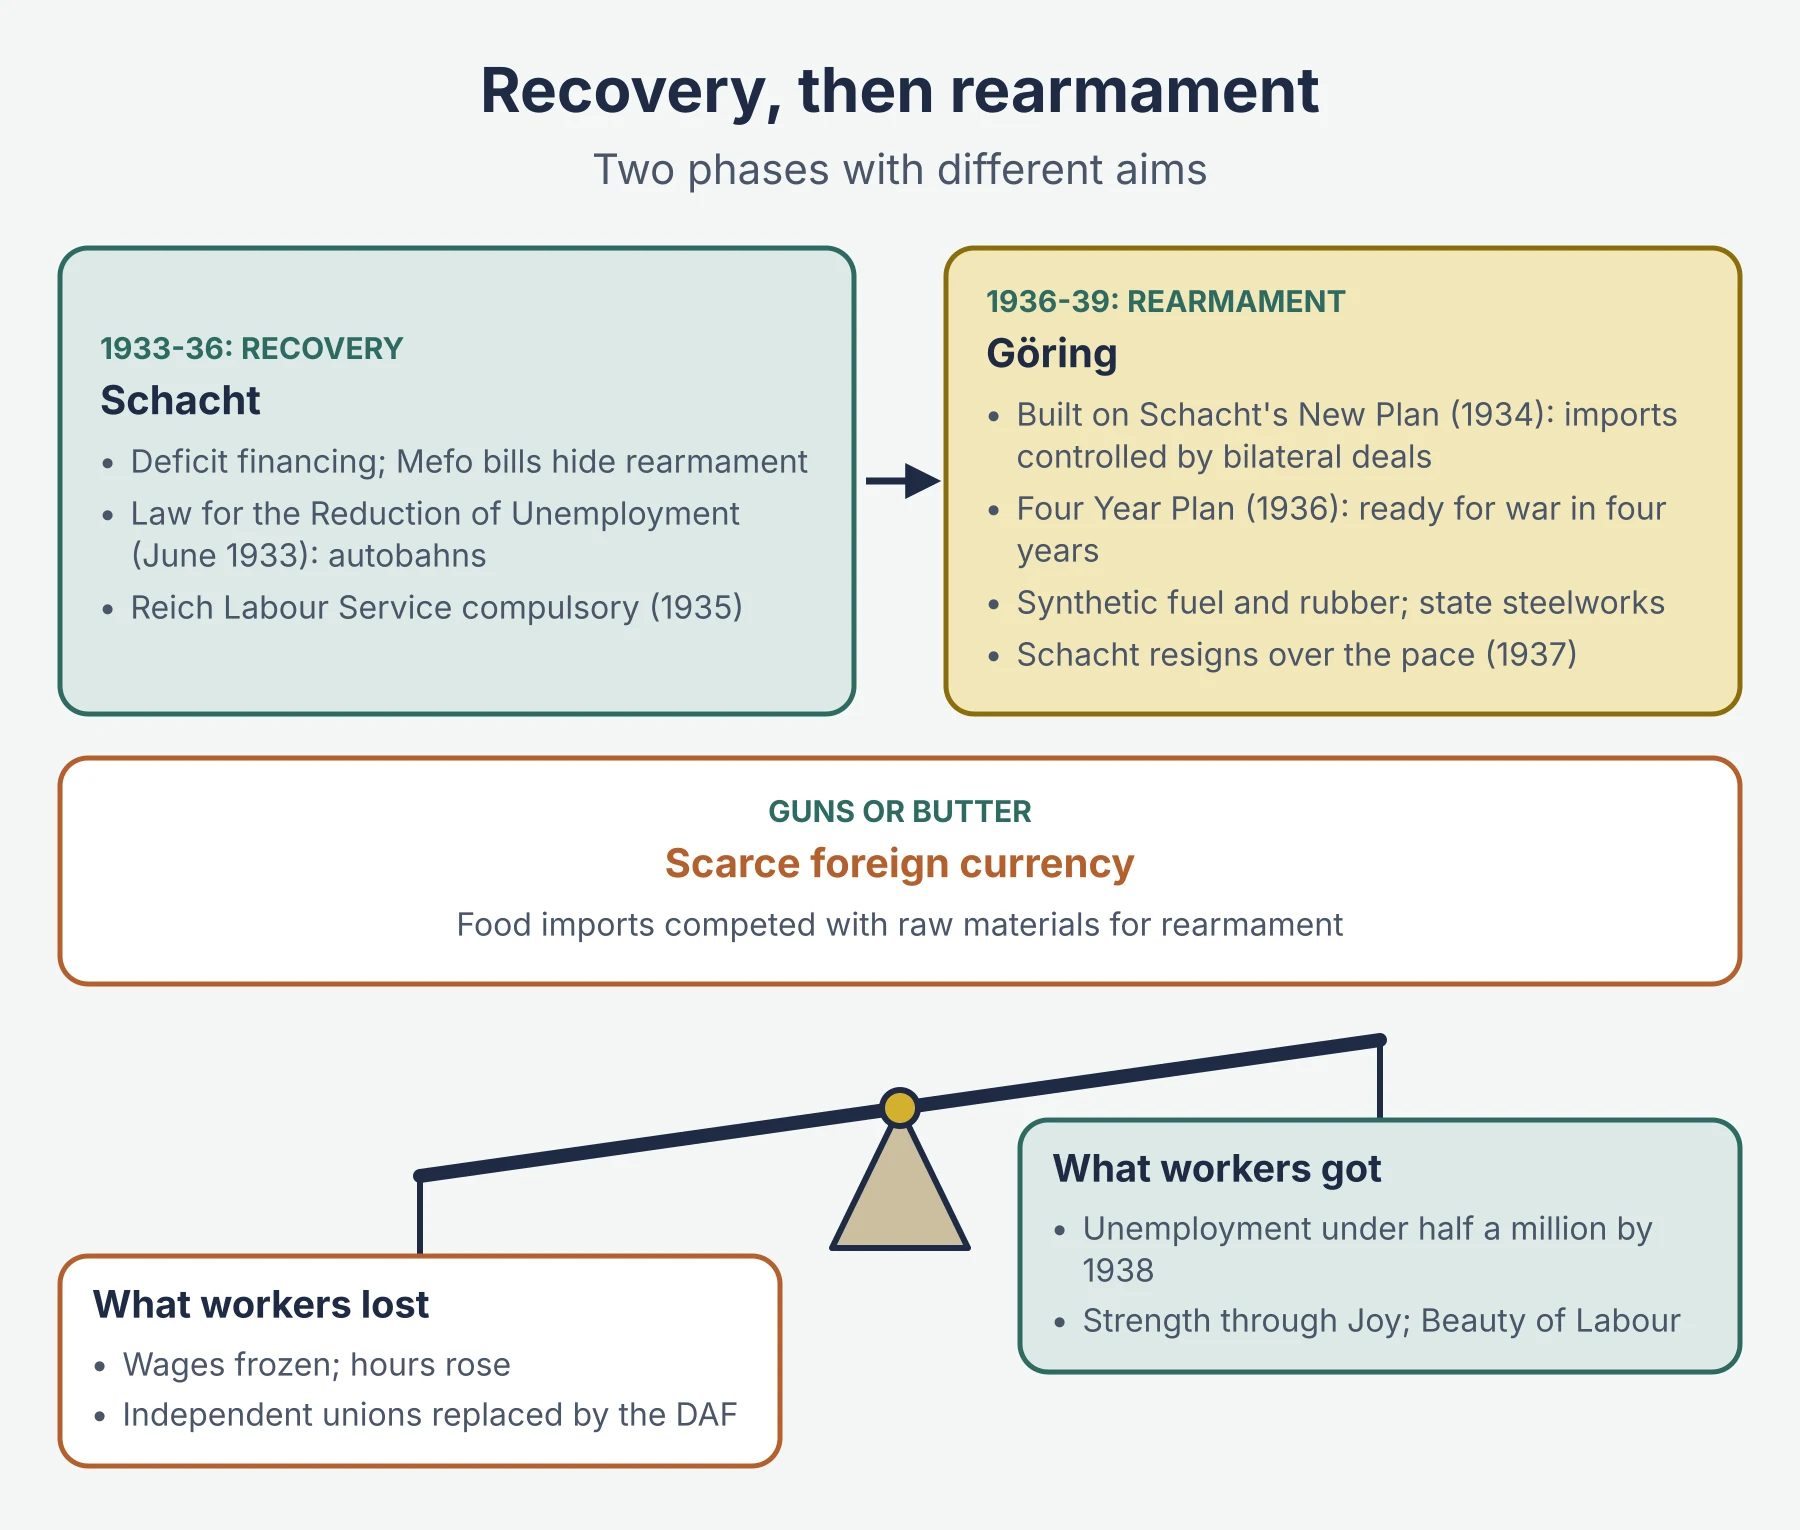 Recovery, then rearmament
Two phases with different aims
1933-36: RECOVERY
Schacht
• Deficit financing; Mefo bills hide rearmament
• Law for the Reduction of Unemployment
(June 1933): autobahns
• Reich Labour Service compulsory (1935)
1936-39: REARMAMENT
Göring
• Built on Schacht's New Plan (1934): imports
controlled by bilateral deals
• Four Year Plan (1936): ready for war in four
years
• Synthetic fuel and rubber; state steelworks
• Schacht resigns over the pace (1937)
GUNS OR BUTTER
Scarce foreign currency
Food imports competed with raw materials for rearmament
What workers lost
• Wages frozen; hours rose
• Independent unions replaced by the DAF
What workers got
• Unemployment under half a million by
1938
• Strength through Joy; Beauty of Labour